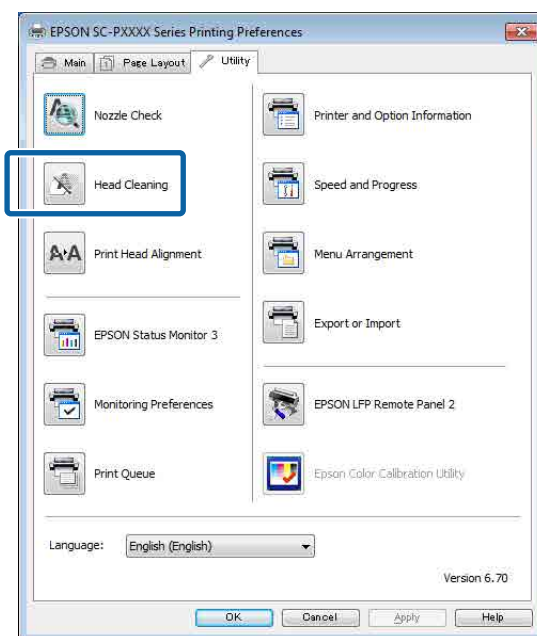 EPSON SC-PXXXX Series Printing Preferences
Main Page Layout Utility
Nozzle Check
Head Cleaning
Print Head Alignment
EPSON Status Monitor 3
Monitoring Preferences
Print Queue
Printer and Option Information
Speed and Progress
Menu Arrangement
Export or Import
EPSON LFP Remote Panel 2
Epson Color Calibration Utility
Language: English (English)
Version 6.70
OK Cancel Apply Help